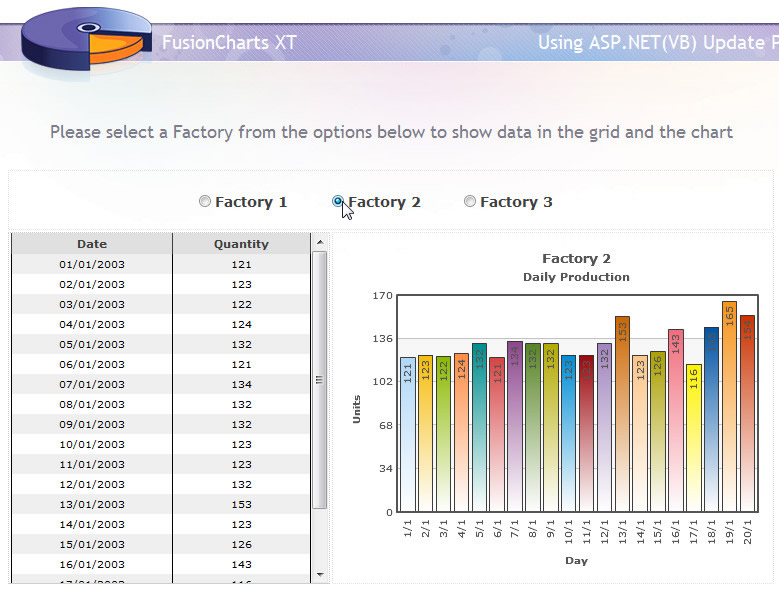 FusionCharts XT
Using ASP.NET(VB) Update P
Please select a Factory from the options below to show data in the grid and the chart
Factory 1 Factory 2 Factory 3
Date Quantity
01/01/2003 121
02/01/2003 123
03/01/2003 122
04/01/2003 124
05/01/2003 132
06/01/2003 121
07/01/2003 134
08/01/2003 132
09/01/2003 132
10/01/2003 123
11/01/2003 123
12/01/2003 132
13/01/2003 153
14/01/2003 123
15/01/2003 126
16/01/2003 143
17/01/2003 116
Factory 2
Daily Production
170
136
102
68
34
0
Units
121 123 122 124 132 121 134 132 132 123 123 132 153 123 126 143 116 165 154
1/1 2/1 3/1 4/1 5/1 6/1 7/1 8/1 9/1 10/1 11/1 12/1 13/1 14/1 15/1 16/1 17/1 18/1 19/1 20/1
Day